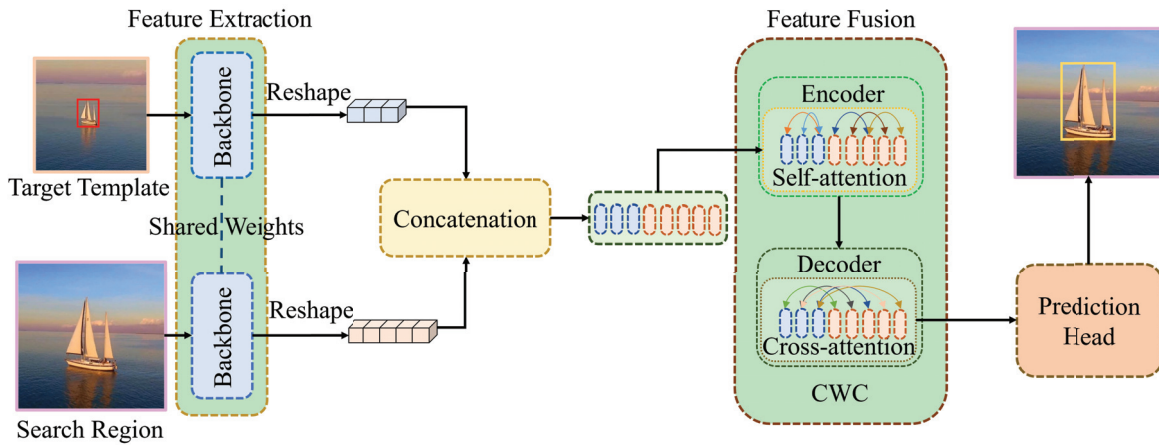 Feature Extraction
Feature Fusion
Backbone
Reshape
Target Template
Shared Weights
Search Region
Backbone
Reshape
Concatenation
Encoder
Self-attention
Decoder
Cross-attention
CWC
Prediction
Head